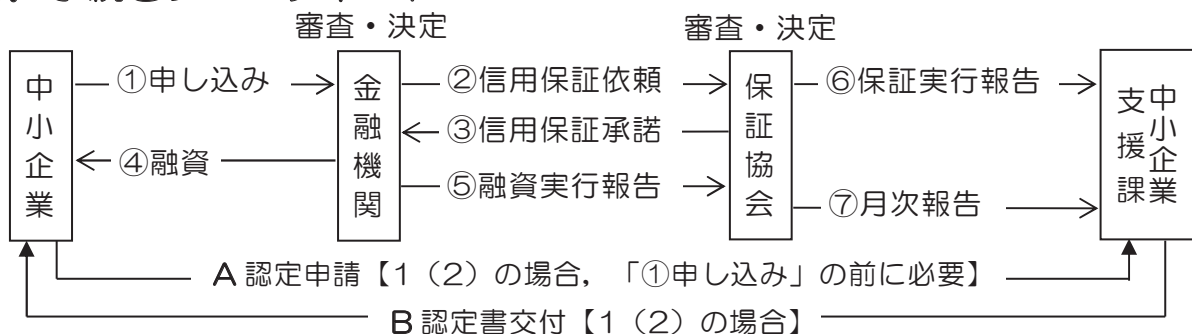 審査・決定
審査・決定
中小企業
①申し込み
金融機関
②信用保証依頼
保証協会
⑥保証実行報告
中小企業
支援課
③信用保証承諾
④融資
⑤融資実行報告
⑦月次報告
A 認定申請【1（2）の場合，「①申し込み」の前に必要】
B 認定書交付【1（2）の場合】